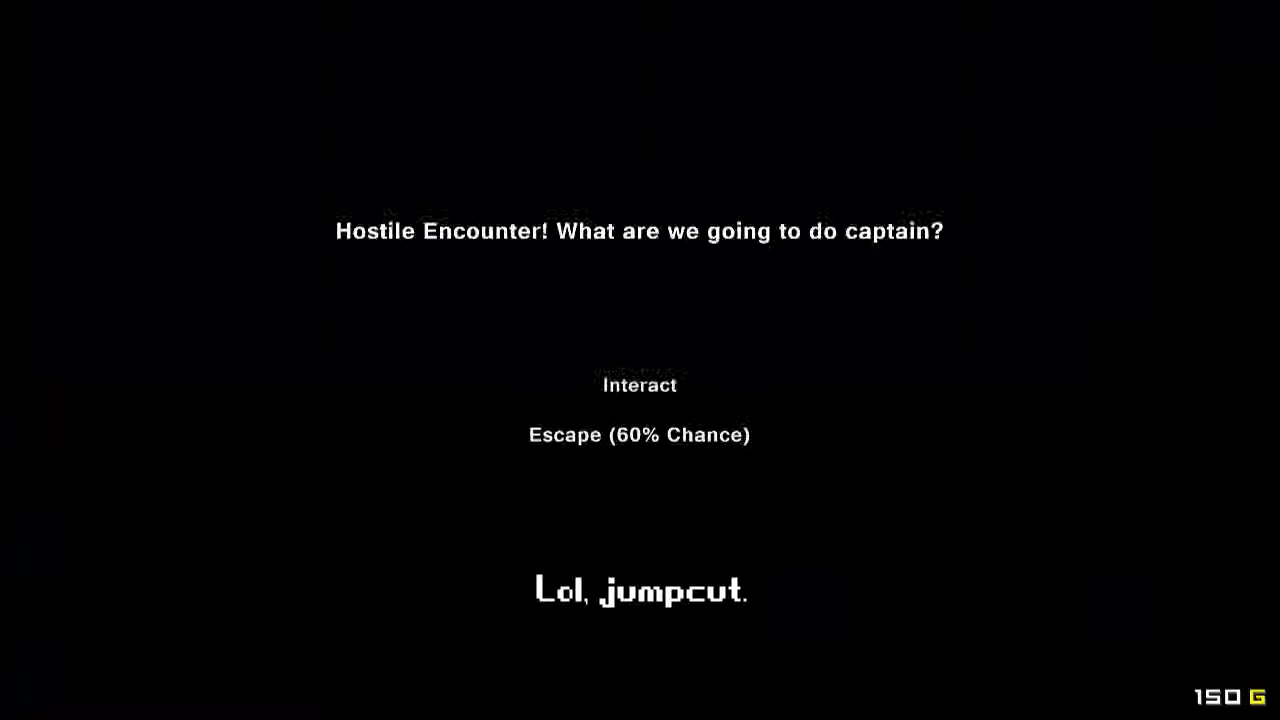 Hostile Encounter! What are we going to do captain?
Interact
Escape (60% Chance)
Lol, jumpcut.
150 G